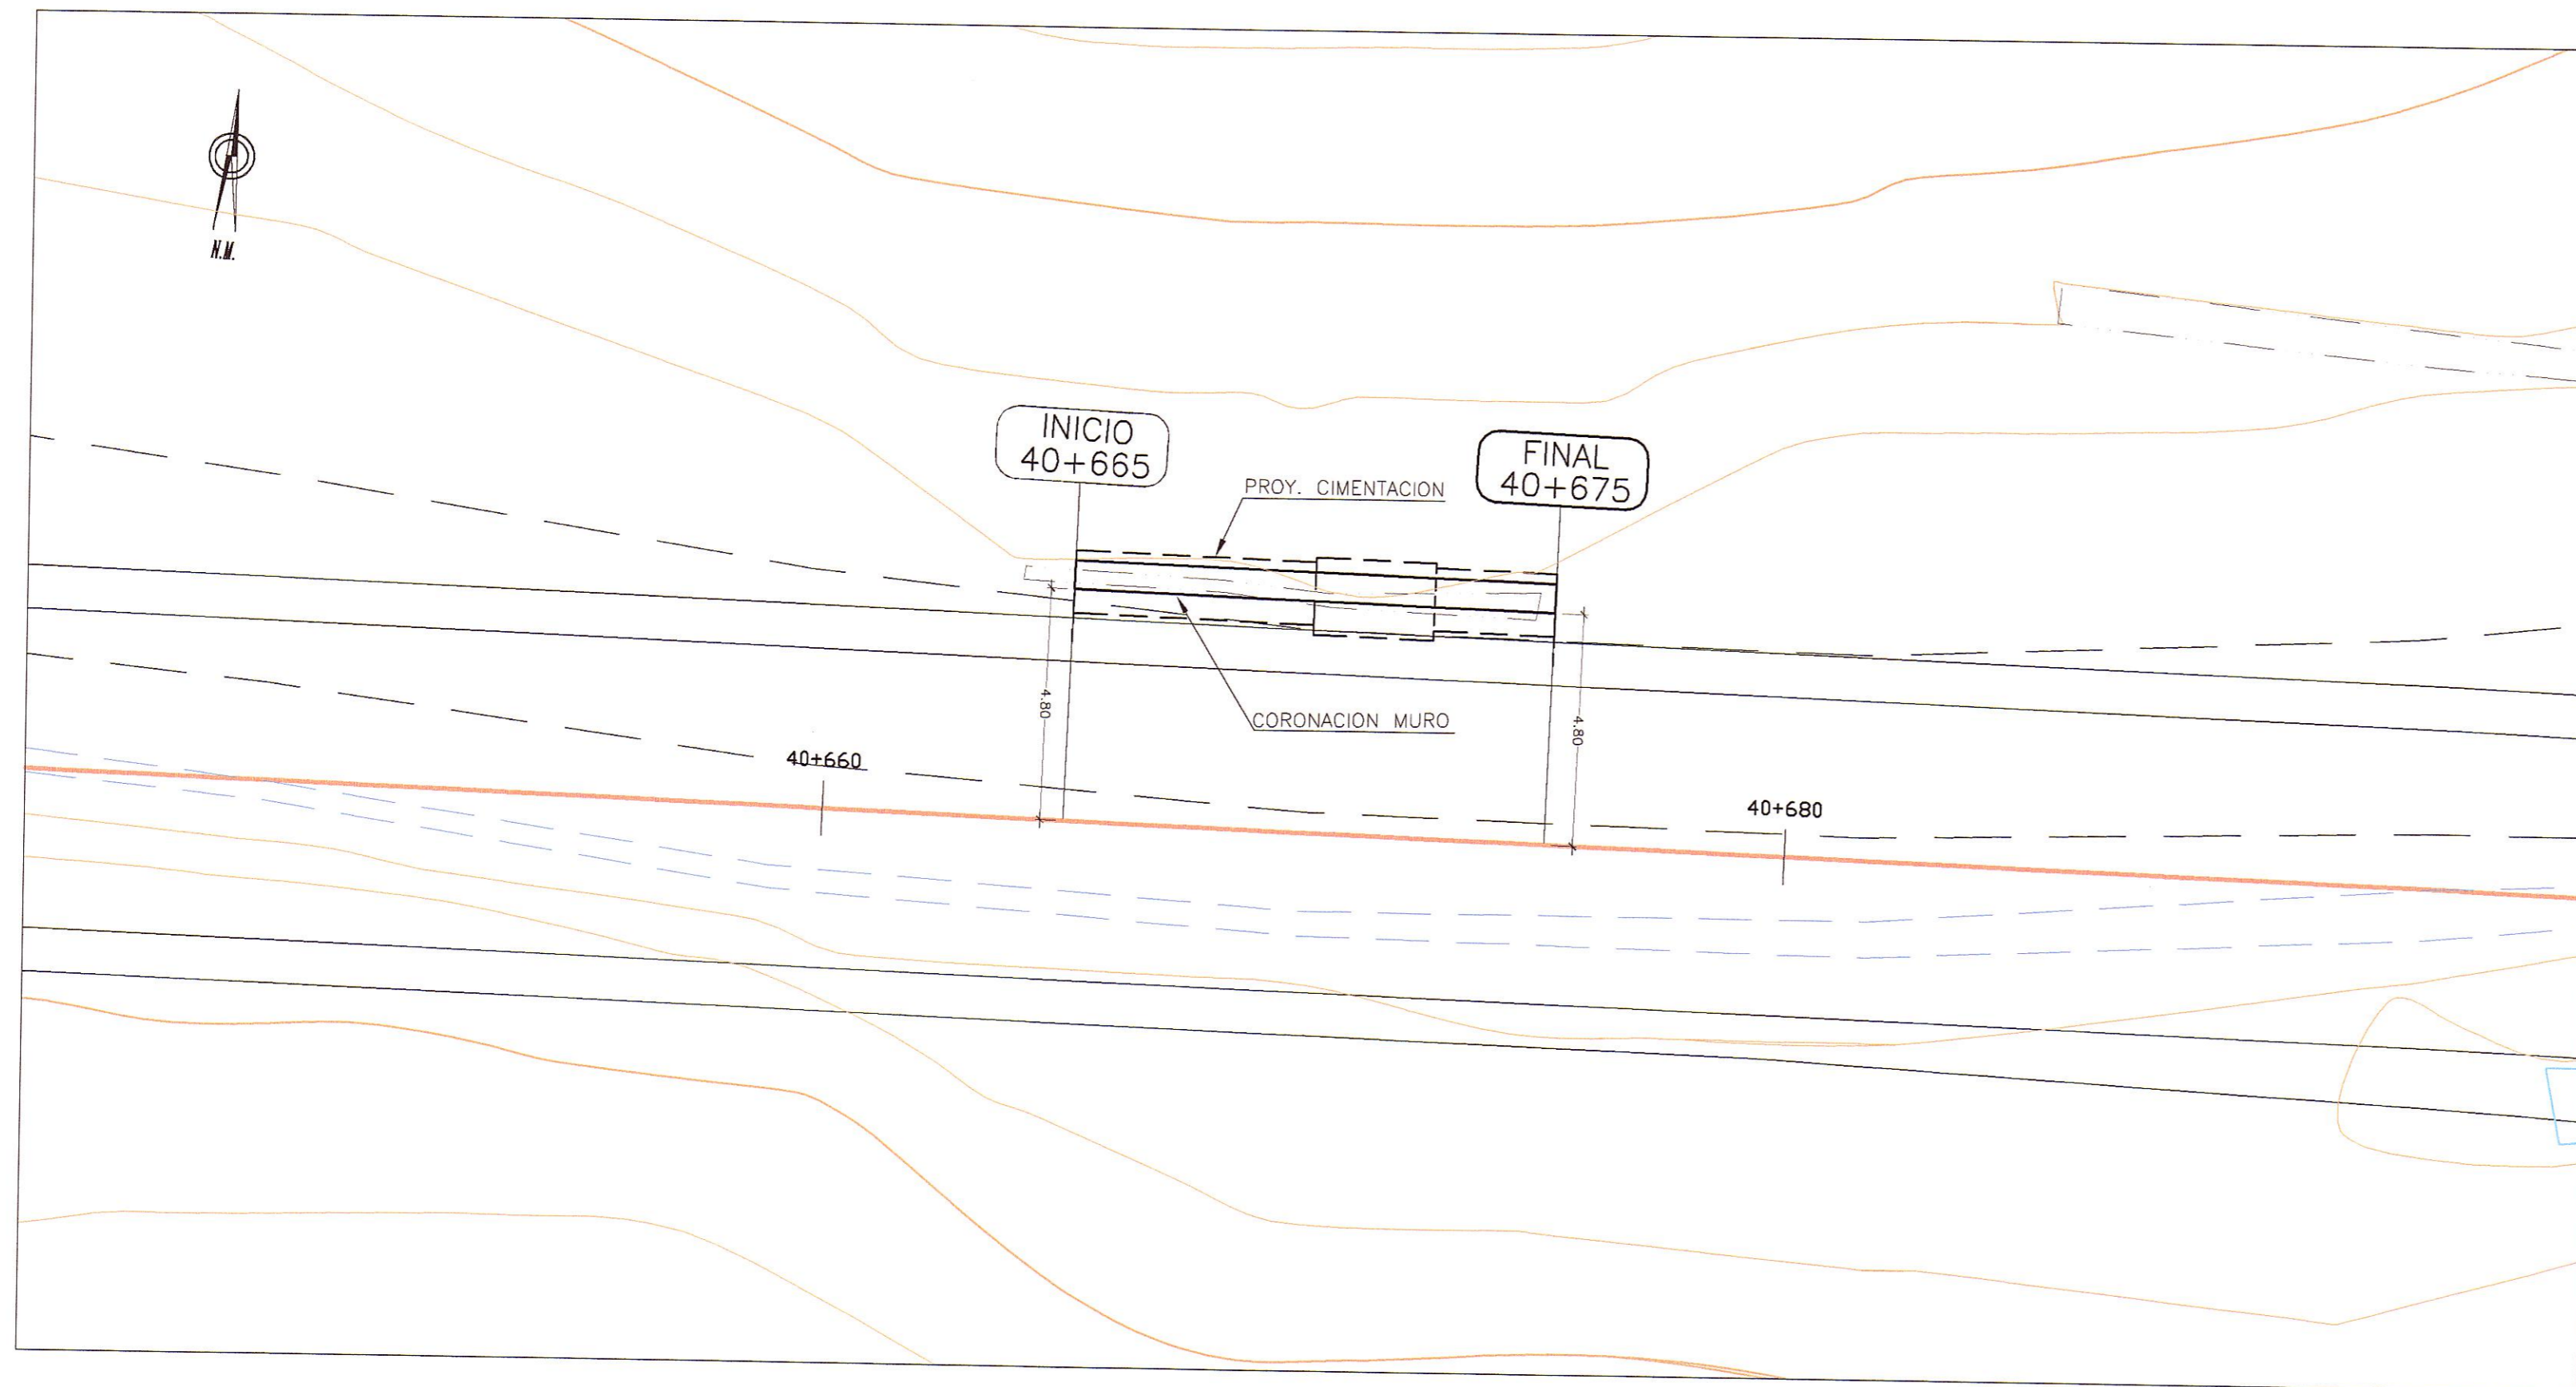 N.M.
INICIO
40+665
FINAL
40+675
PROY. CIMENTACION
4.80
4.80
CORONACION MURO
40+660
40+680